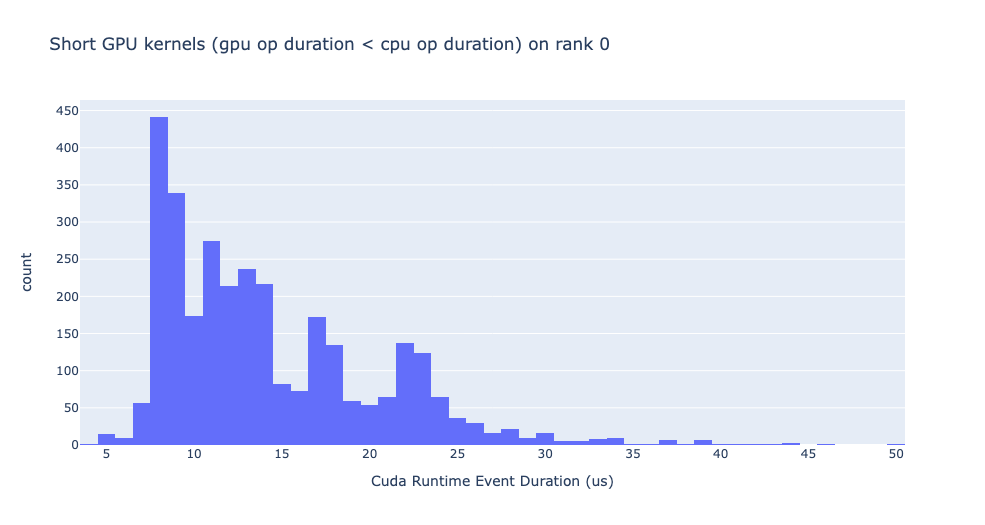 Short GPU kernels (gpu op duration < cpu op duration) on rank 0
450
400
350
300
250
200
150
100
50
0
count
5 10 15 20 25 30 35 40 45 50
Cuda Runtime Event Duration (us)